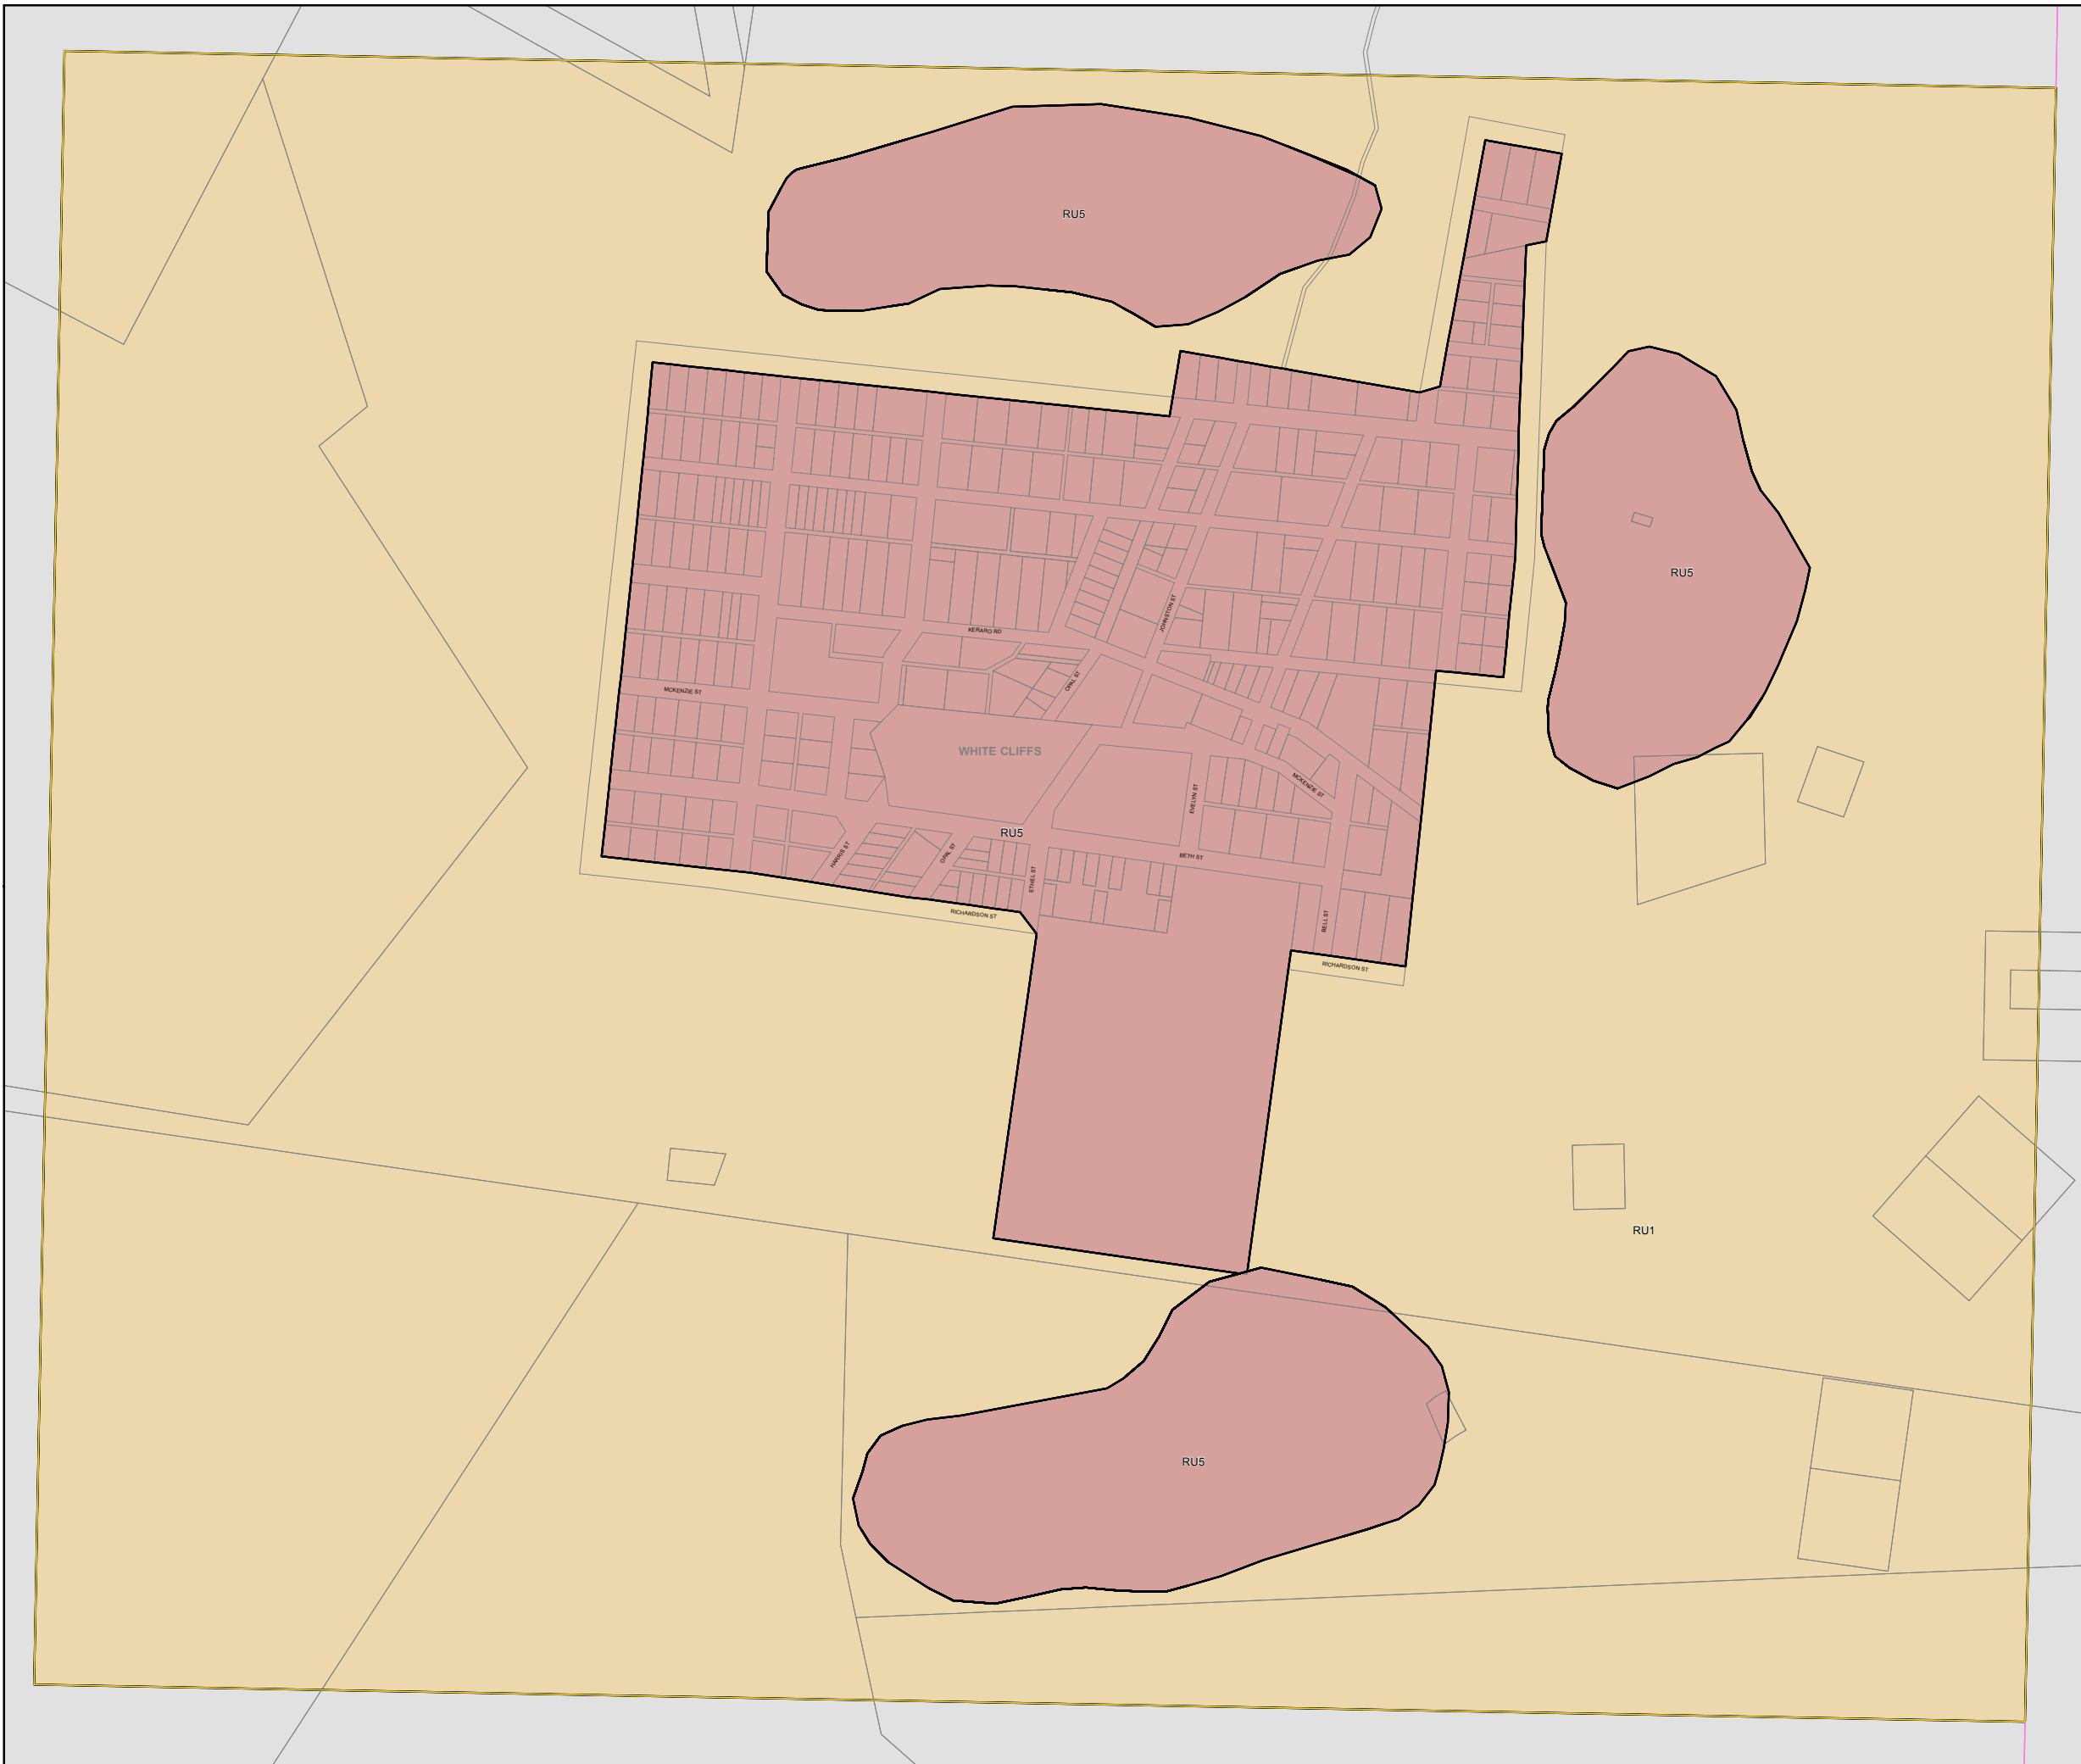 RU5
RU5
JOHNSTON ST
KERARO RD
OPAL ST
MCKENZIE ST
WHITE CLIFFS
MCKENZIE ST
EVELYN ST
RU5
HARRIS ST
OPAL ST
BETH ST
ETHEL ST
RICHARDSON ST
BELL ST
RICHARDSON ST
RU1
RU5